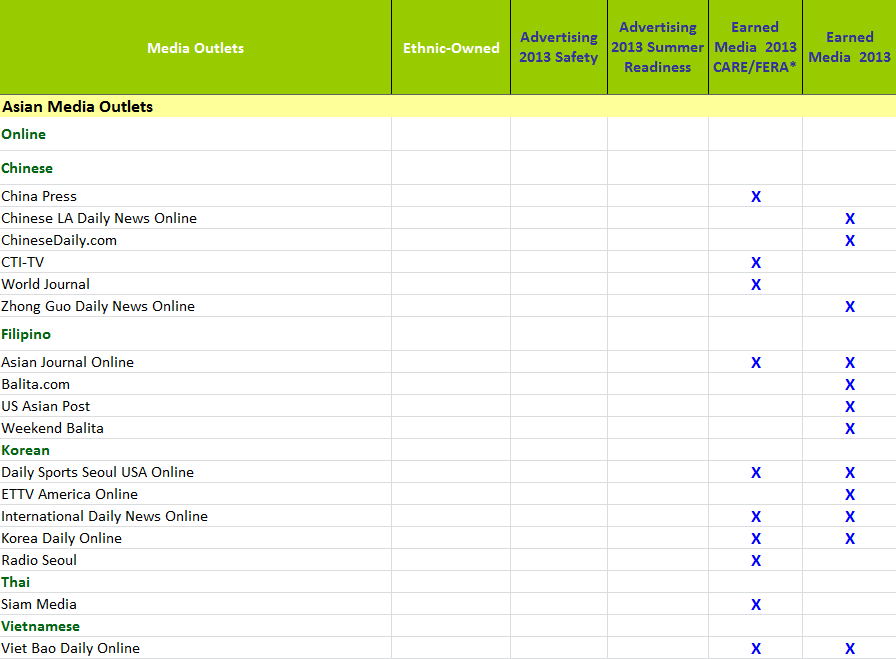 Media Outlets Ethnic-Owned Advertising 2013 Safety Advertising 2013 Summer Readiness Earned Media 2013 CARE/FERA* Earned Media 2013
Asian Media Outlets
Online
Chinese
China Press X
Chinese LA Daily News Online X
ChineseDaily.com X
CTI-TV X
World Journal X
Zhong Guo Daily News Online X
Filipino
Asian Journal Online X X
Balita.com X
US Asian Post X
Weekend Balita X
Korean
Daily Sports Seoul USA Online X X
ETTV America Online X
International Daily News Online X X
Korea Daily Online X X
Radio Seoul X
Thai
Siam Media X
Vietnamese
Viet Bao Daily Online X X